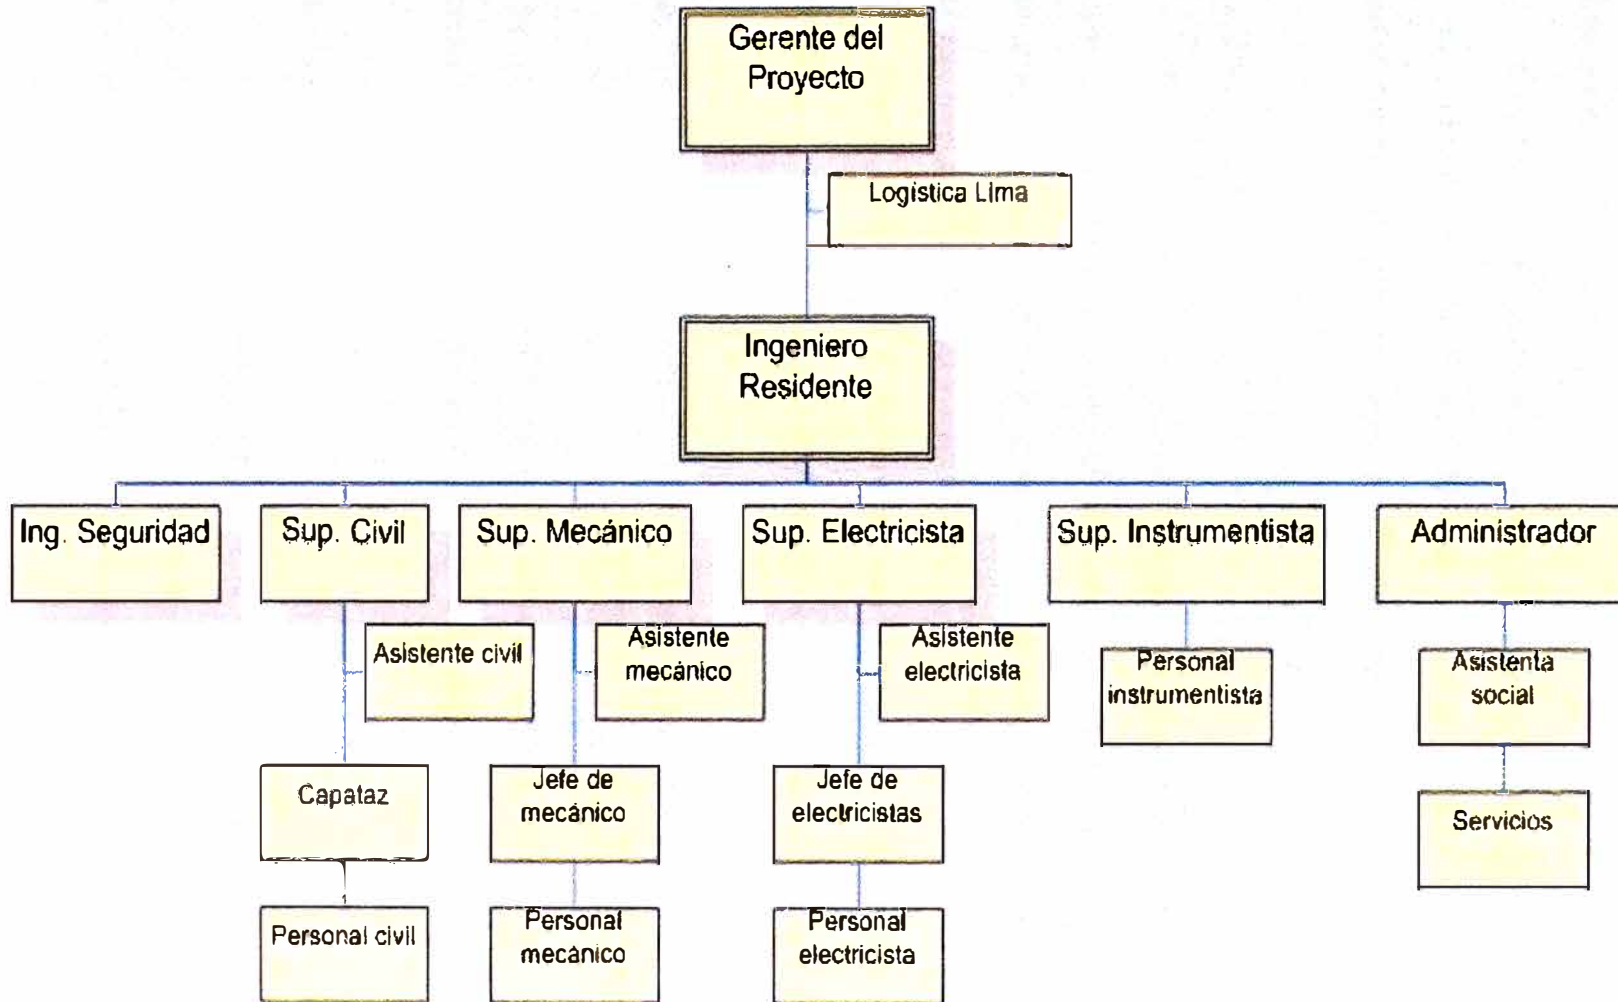 Gerente del
Proyecto
Logística Lima
Ingeniero
Residente
Ing. Seguridad
Sup. Civil
Sup. Mecánico
Sup. Electricista
Sup. Instrumentista
Administrador
Asistente civil
Asistente
mecánico
Asistente
electricista
Personal
instrumentista
Asistenta
social
Capataz
Jefe de
mecánico
Jefe de
electricistas
Servicios
Personal civil
Personal
mecánico
Personal
electricista